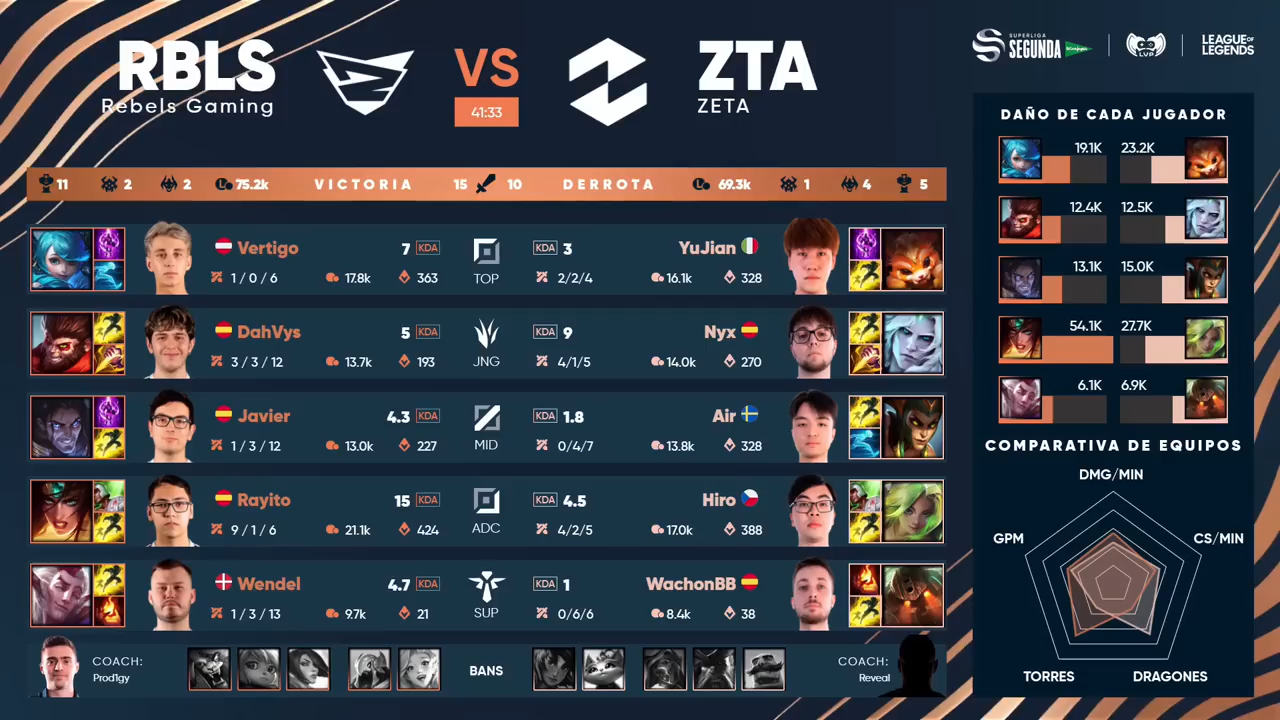 RBLS
Rebels Gaming
VS
41:33
ZTA
ZETA
SUPERLIGA
SEGUNDA
LVP
LEAGUE OF
LEGENDS
11 2 2 75.2k VICTORIA 15 10 DERROTA 69.3k 1 4 5
Vertigo 7 KDA
1 / 0 / 6 17.8k 363
TOP
KDA 3 YuJian
2/2/4 16.1k 328
DahVys 5 KDA
3 / 3 / 12 13.7k 193
JNG
KDA 9 Nyx
4/1/5 14.0k 270
Javier 4.3 KDA
1 / 3 / 12 13.0k 227
MID
KDA 1.8 Air
0/4/7 13.8k 328
Rayito 15 KDA
9 / 1 / 6 21.1k 424
ADC
KDA 4.5 Hiro
4/2/5 17.0k 388
Wendel 4.7 KDA
1 / 3 / 13 9.7k 21
SUP
KDA 1 WachonBB
0/6/6 8.4k 38
COACH:
Prod1gy
BANS
COACH:
Reveal
DAÑO DE CADA JUGADOR
19.1K 23.2K
12.4K 12.5K
13.1K 15.0K
54.1K 27.7K
6.1K 6.9K
COMPARATIVA DE EQUIPOS
DMG/MIN
GPM CS/MIN
TORRES DRAGONES